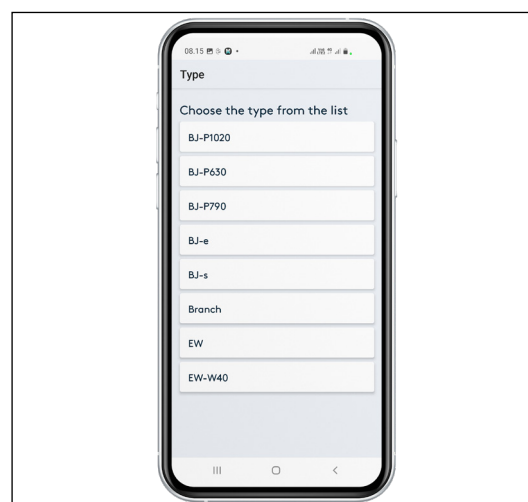 08.15
Type
Choose the type from the list
BJ-P1020
BJ-P630
BJ-P790
BJ-e
BJ-s
Branch
EW
EW-W40